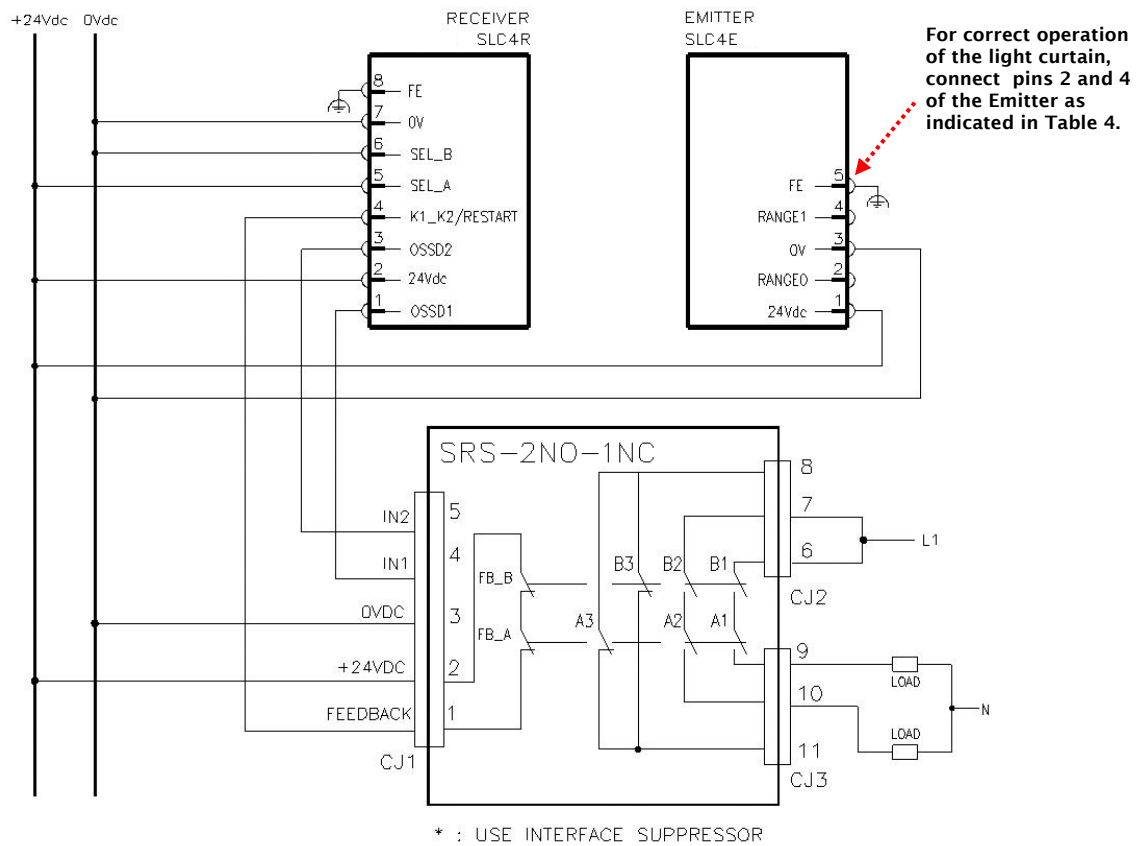 +24Vdc 0Vdc
RECEIVER
SLC4R
EMITTER
SLC4E
For correct operation
of the light curtain,
connect pins 2 and 4
of the Emitter as
indicated in Table 4.
8 FE
7 0V
6 SEL_B
5 SEL_A
4 K1_K2/RESTART
3 OSSD2
2 24Vdc
1 OSSD1
FE 5
RANGE1 4
0V 3
RANGE0 2
24Vdc 1
SRS-2NO-1NC
IN2 5
IN1 4
0VDC 3
+24VDC 2
FEEDBACK 1
CJ1
FB_B
FB_A
B3 B2 B1
A3 A2 A1
8
7
6
L1
CJ2
9
LOAD
10
N
LOAD
11
CJ3
* : USE INTERFACE SUPPRESSOR